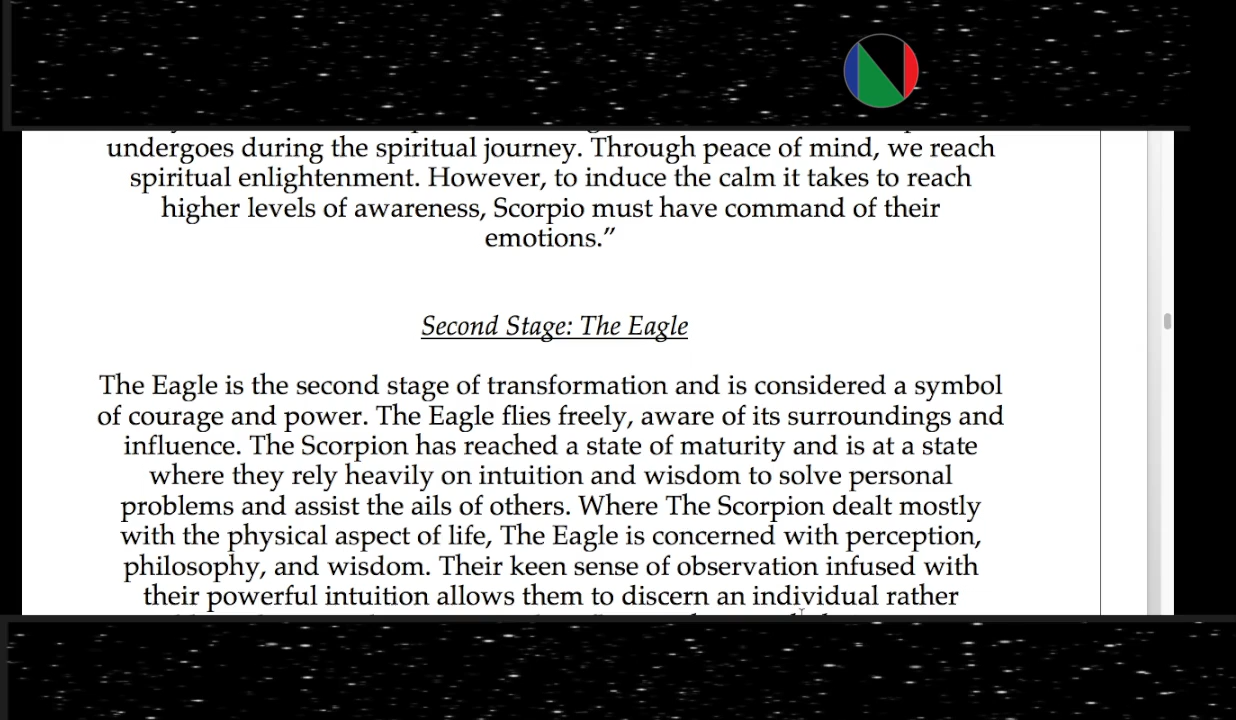 undergoes during the spiritual journey. Through peace of mind, we reach
spiritual enlightenment. However, to induce the calm it takes to reach
higher levels of awareness, Scorpio must have command of their
emotions.”
Second Stage: The Eagle
The Eagle is the second stage of transformation and is considered a symbol
of courage and power. The Eagle flies freely, aware of its surroundings and
influence. The Scorpion has reached a state of maturity and is at a state
where they rely heavily on intuition and wisdom to solve personal
problems and assist the ails of others. Where The Scorpion dealt mostly
with the physical aspect of life, The Eagle is concerned with perception,
philosophy, and wisdom. Their keen sense of observation infused with
their powerful intuition allows them to discern an individual rather